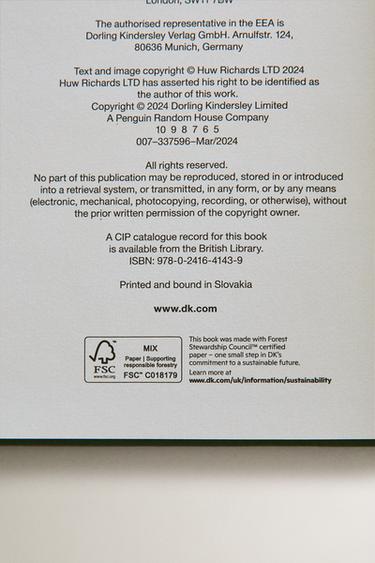 London, SW1P 7BW
The authorised representative in the EEA is
Dorling Kindersley Verlag GmbH. Arnulfstr. 124,
80636 Munich, Germany
Text and image copyright © Huw Richards LTD 2024
Huw Richards LTD has asserted his right to be identified as
the author of this work.
Copyright © 2024 Dorling Kindersley Limited
A Penguin Random House Company
10 9 8 7 6 5
007–337596–Mar/2024
All rights reserved.
No part of this publication may be reproduced, stored in or introduced
into a retrieval system, or transmitted, in any form, or by any means
(electronic, mechanical, photocopying, recording, or otherwise), without
the prior written permission of the copyright owner.
A CIP catalogue record for this book
is available from the British Library.
ISBN: 978-0-2416-4143-9
Printed and bound in Slovakia
www.dk.com
FSC
www.fsc.org
MIX
Paper | Supporting
responsible forestry
FSC™ C018179
This book was made with Forest
Stewardship Council™ certified
paper – one small step in DK's
commitment to a sustainable future.
Learn more at
www.dk.com/uk/information/sustainability